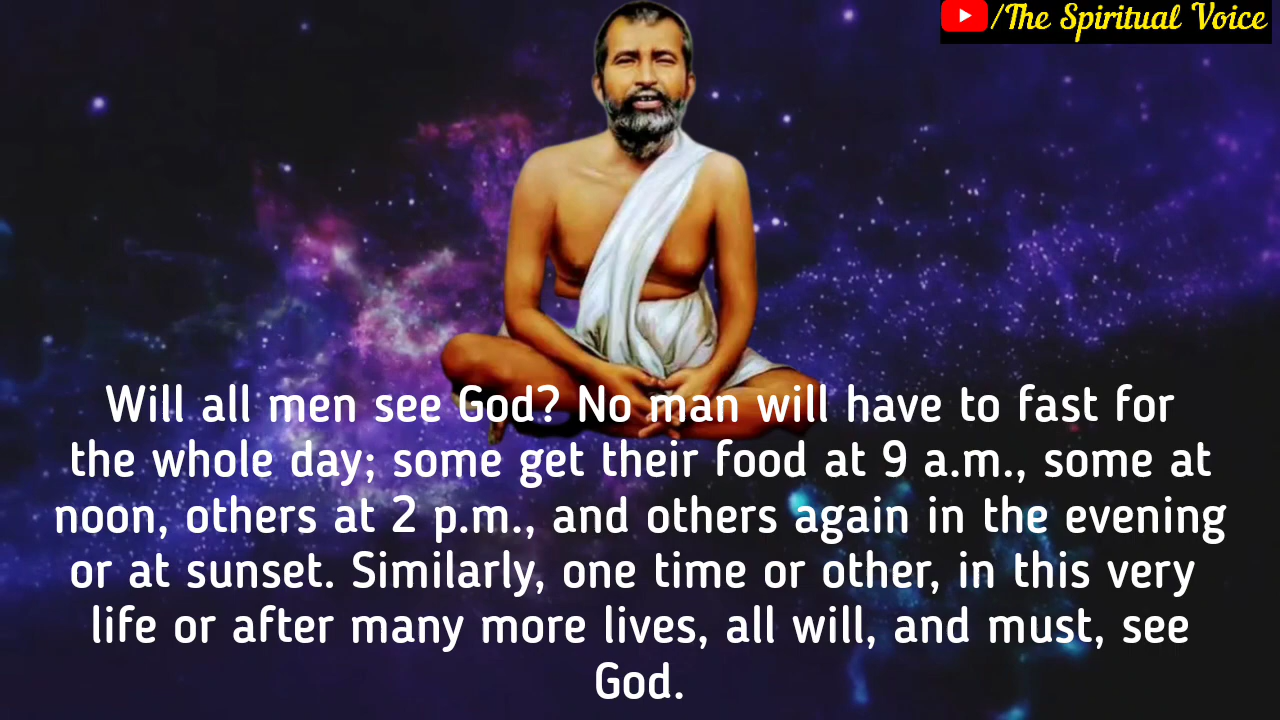 /The Spiritual Voice
Will all men see God? No man will have to fast for
the whole day; some get their food at 9 a.m., some at
noon, others at 2 p.m., and others again in the evening
or at sunset. Similarly, one time or other, in this very
life or after many more lives, all will, and must, see
God.